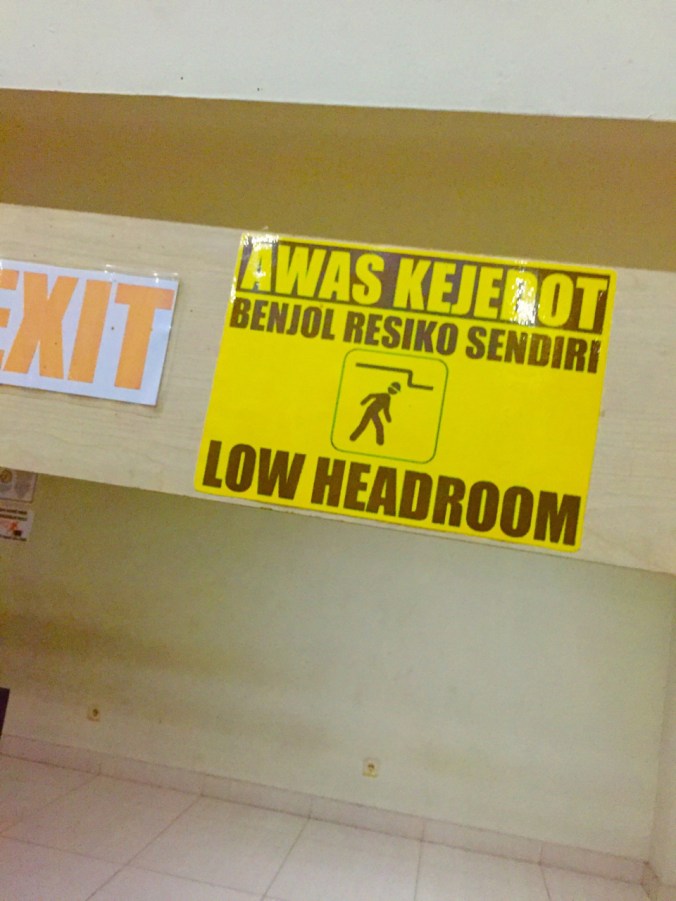 EXIT
AWAS KEJEDOT
BENJOL RESIKO SENDIRI
LOW HEADROOM